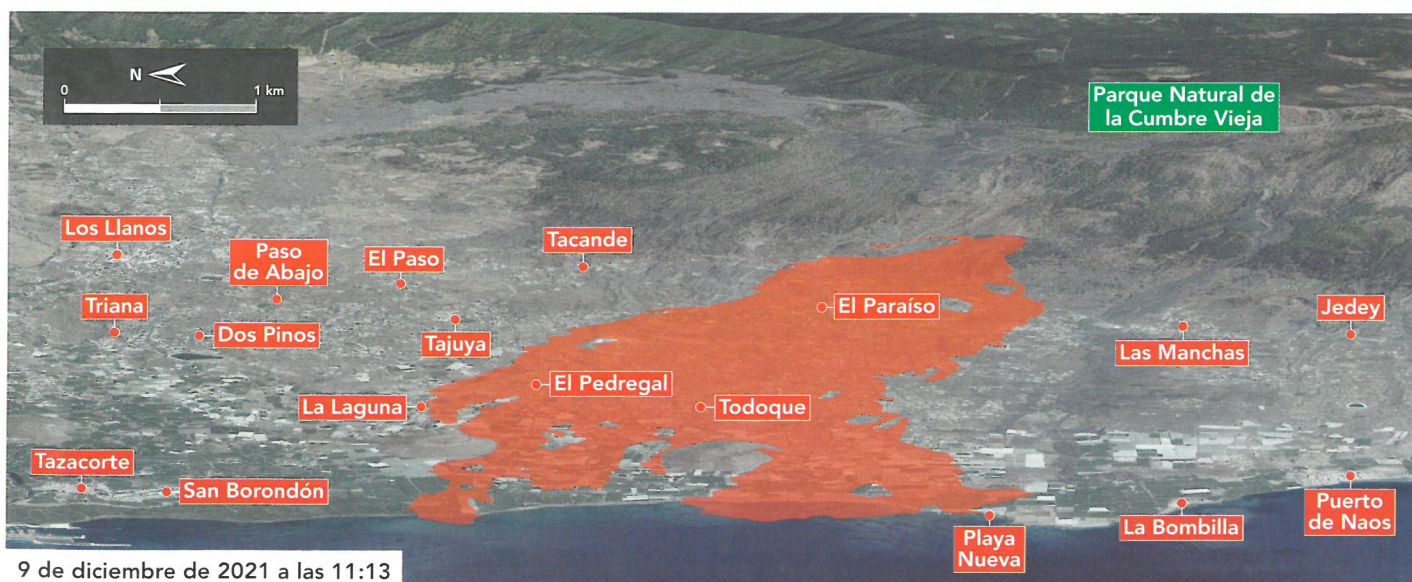 N
0
1 km
Parque Natural de
la Cumbre Vieja
Los Llanos
Paso
de Abajo
El Paso
Tacande
Triana
Dos Pinos
Tajuya
El Paraíso
Las Manchas
Jedey
La Laguna
El Pedregal
Todoque
Tazacorte
San Borondón
Playa
Nueva
La Bombilla
Puerto
de Naos
9 de diciembre de 2021 a las 11:13